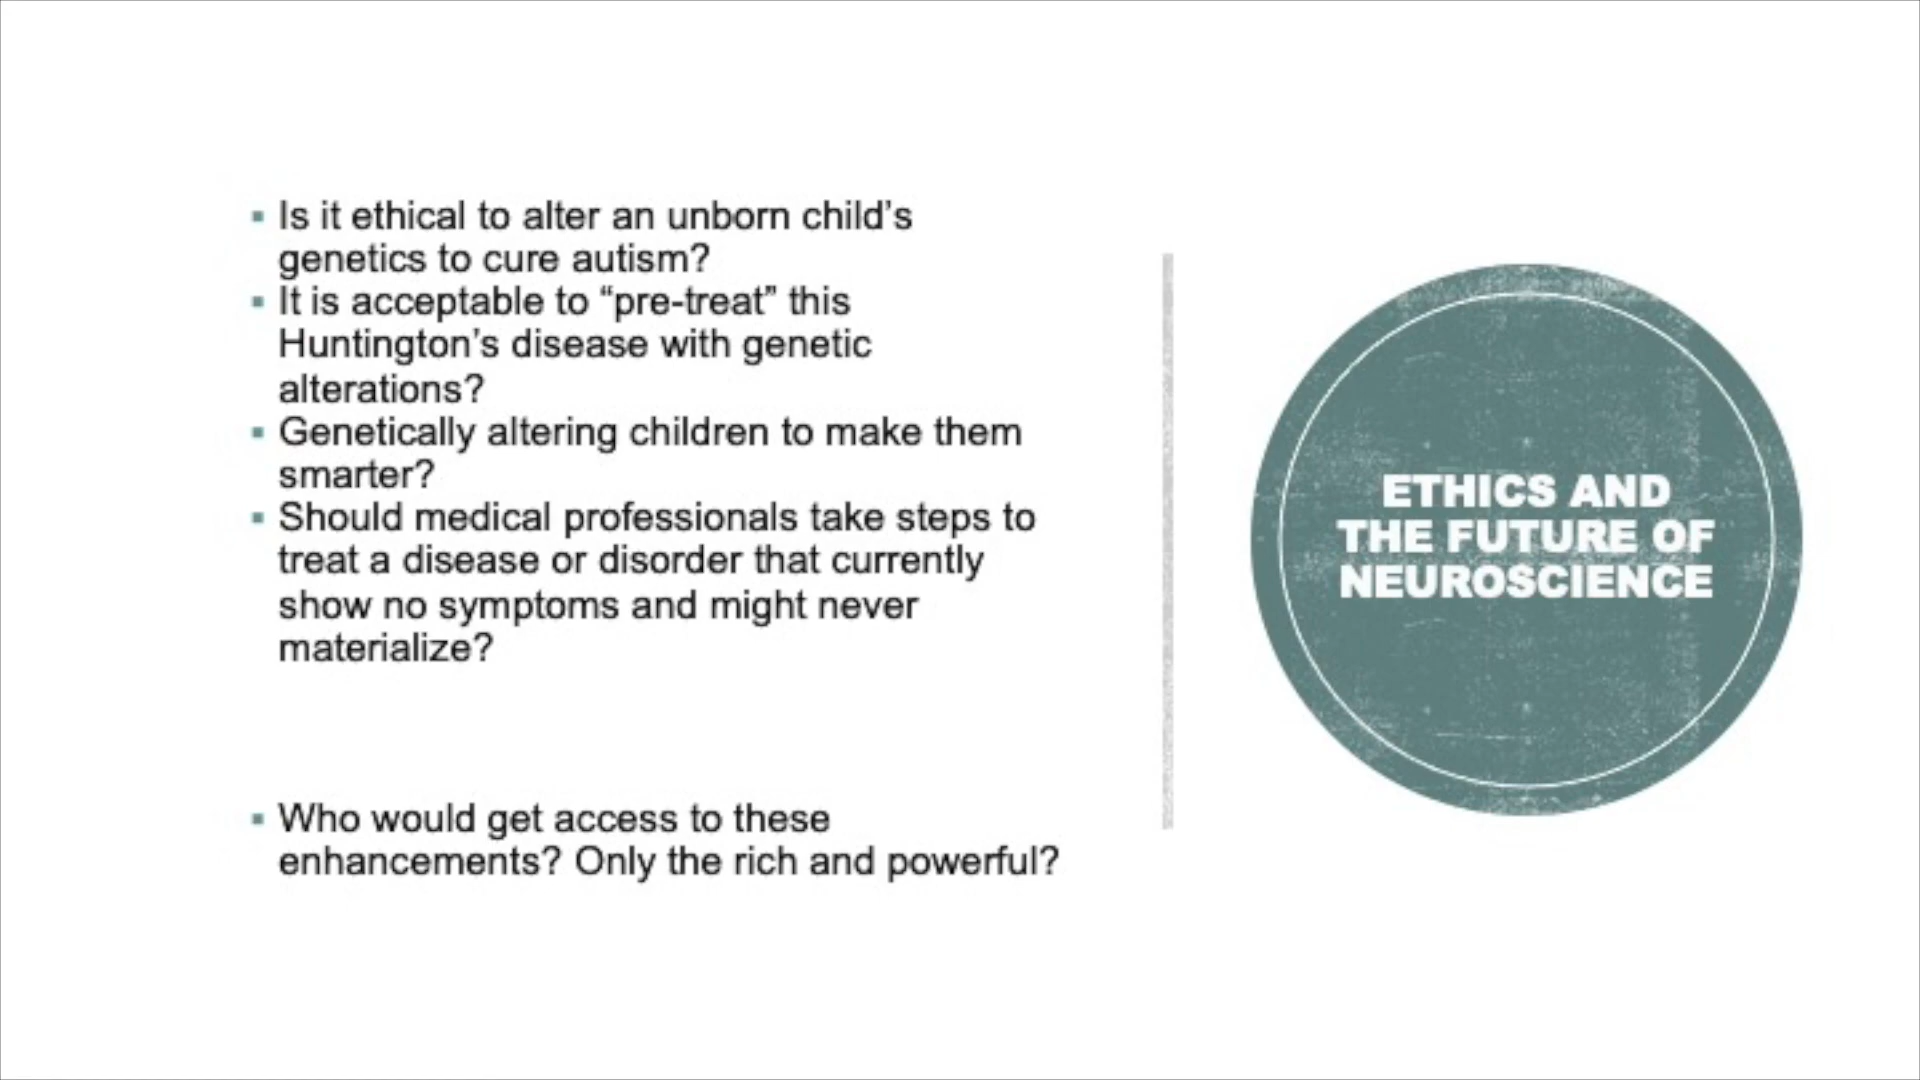 ▪ Is it ethical to alter an unborn child’s
genetics to cure autism?
▪ It is acceptable to “pre-treat” this
Huntington’s disease with genetic
alterations?
▪ Genetically altering children to make them
smarter?
▪ Should medical professionals take steps to
treat a disease or disorder that currently
show no symptoms and might never
materialize?
▪ Who would get access to these
enhancements? Only the rich and powerful?
ETHICS AND
THE FUTURE OF
NEUROSCIENCE